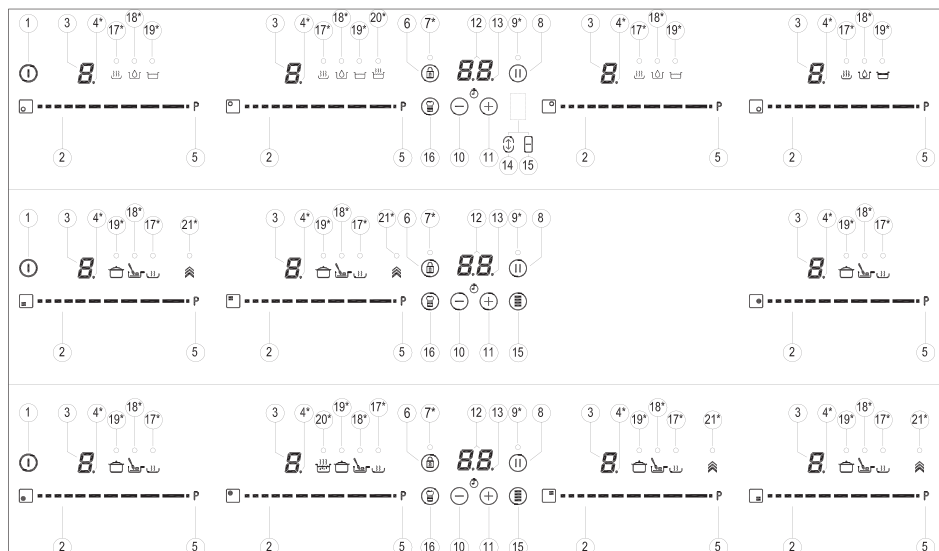 18* 18* 20* 18* 18*
1 3 4* 3 4* 6 7* 12 13 9* 8 3 4* 3 4*
17* 19* 17* 19* 17* 19* 17* 19*
8. 8. 8.8. 8. 8.
P P P P
14 15
2 5 2 5 16 10 11 2 5 2 5
18* 18* 18*
1 3 4* 3 4* 6 7* 12 13 9* 8 3 4*
19* 17* 21* 19* 17* 21* 19* 17*
8. 8. 8.8. 8.
P P P
2 5 2 5 16 10 11 15 2 5
18* 19* 17* 18* 18*
1 3 4* 3 4* 6 7* 12 13 9* 8 3 4* 3 4*
19* 17* 20* 18* 19* 17* 21* 19* 17* 21*
8. 8. 8.8. 8. 8.
P P P P
2 5 2 5 16 10 11 15 2 5 2 5